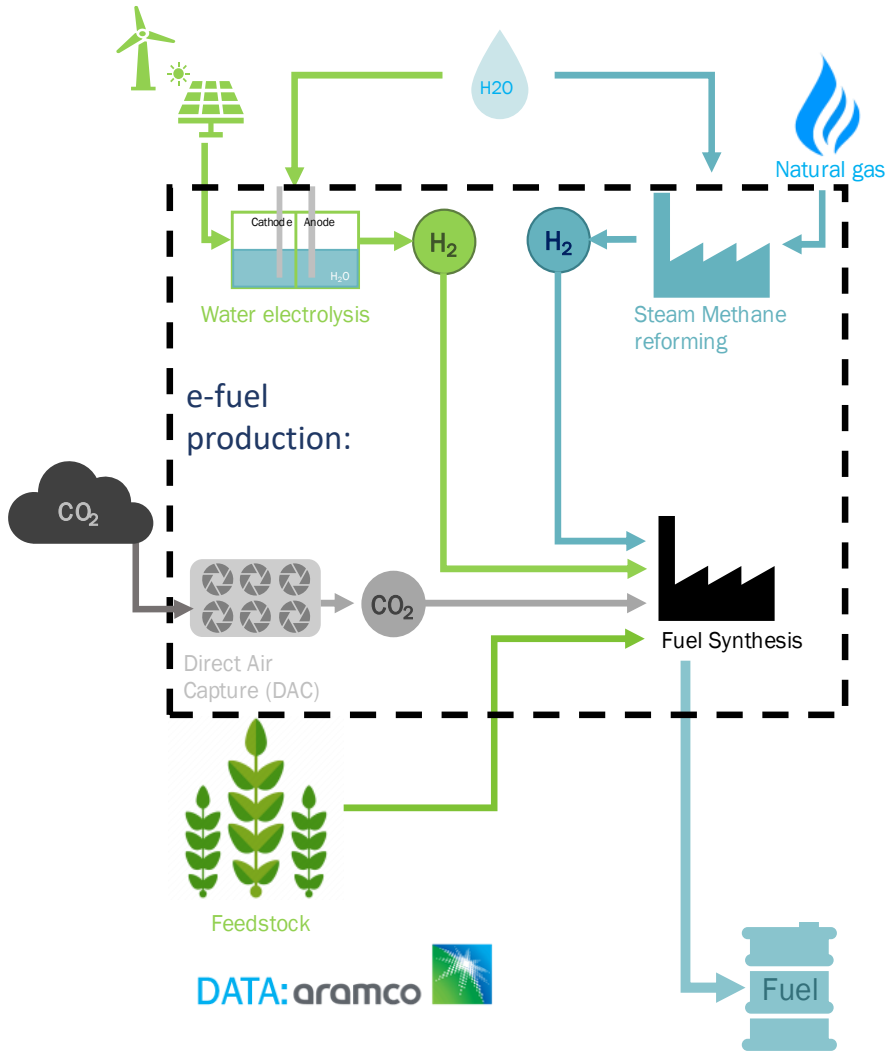 H2O
Natural gas
Cathode Anode
H₂O
H₂
H₂
Water electrolysis
Steam Methane
reforming
e-fuel
production:
CO₂
CO₂
Fuel Synthesis
Direct Air
Capture (DAC)
Feedstock
DATA: aramco
Fuel